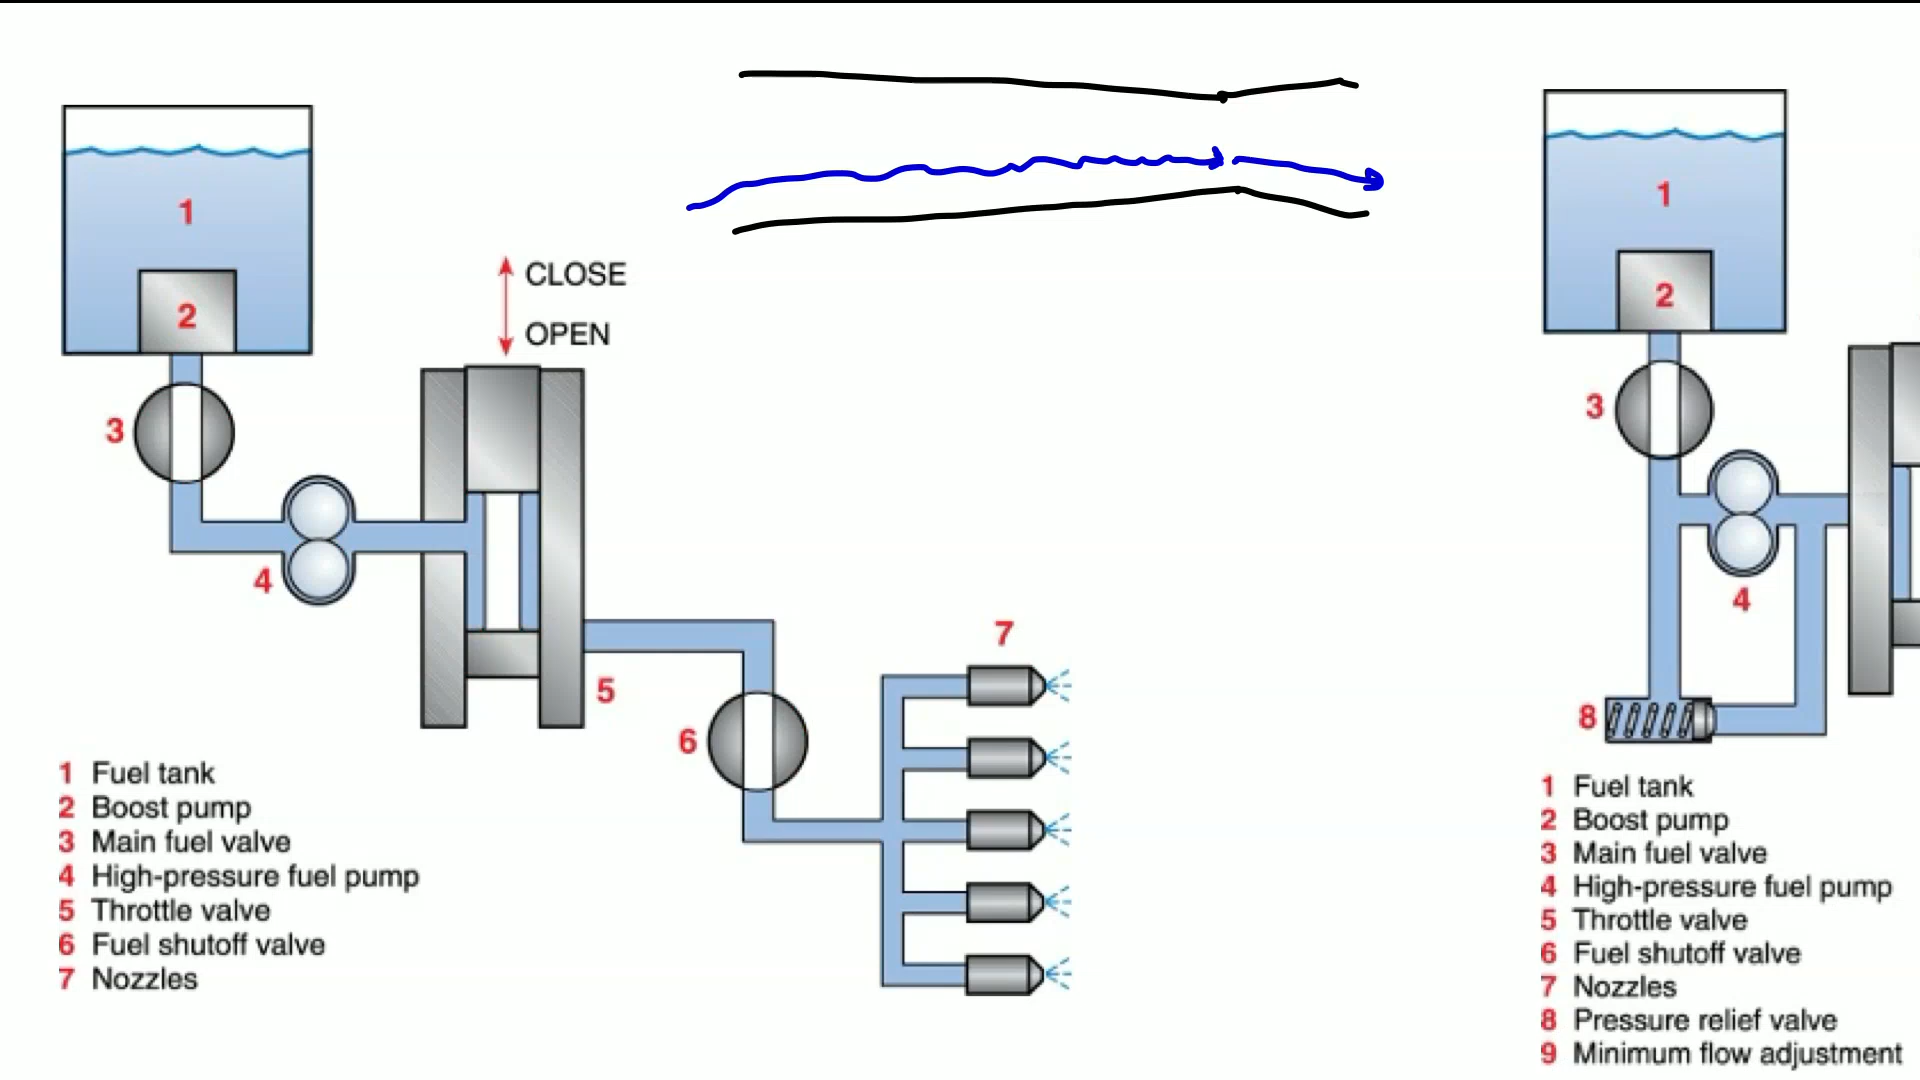 1
2
3
4
CLOSE
OPEN
5
6
7
1 Fuel tank
2 Boost pump
3 Main fuel valve
4 High-pressure fuel pump
5 Throttle valve
6 Fuel shutoff valve
7 Nozzles
1
2
3
4
8
1 Fuel tank
2 Boost pump
3 Main fuel valve
4 High-pressure fuel pump
5 Throttle valve
6 Fuel shutoff valve
7 Nozzles
8 Pressure relief valve
9 Minimum flow adjustment